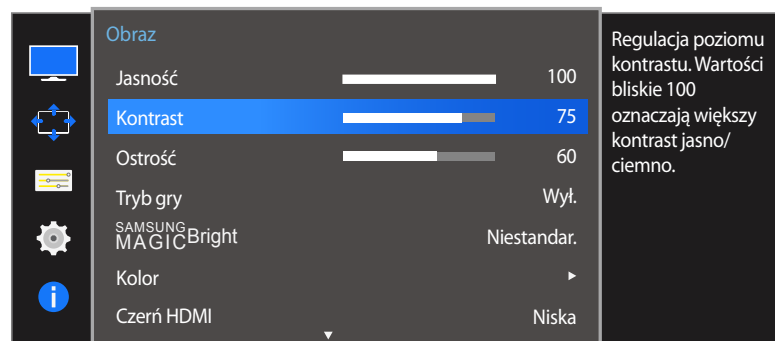 Obraz
Jasność 100
Kontrast 75
Ostrość 60
Tryb gry Wył.
SAMSUNG
MAGICBright Niestandar.
Kolor
Czerń HDMI Niska
Regulacja poziomu
kontrastu. Wartości
bliskie 100
oznaczają większy
kontrast jasno/
ciemno.